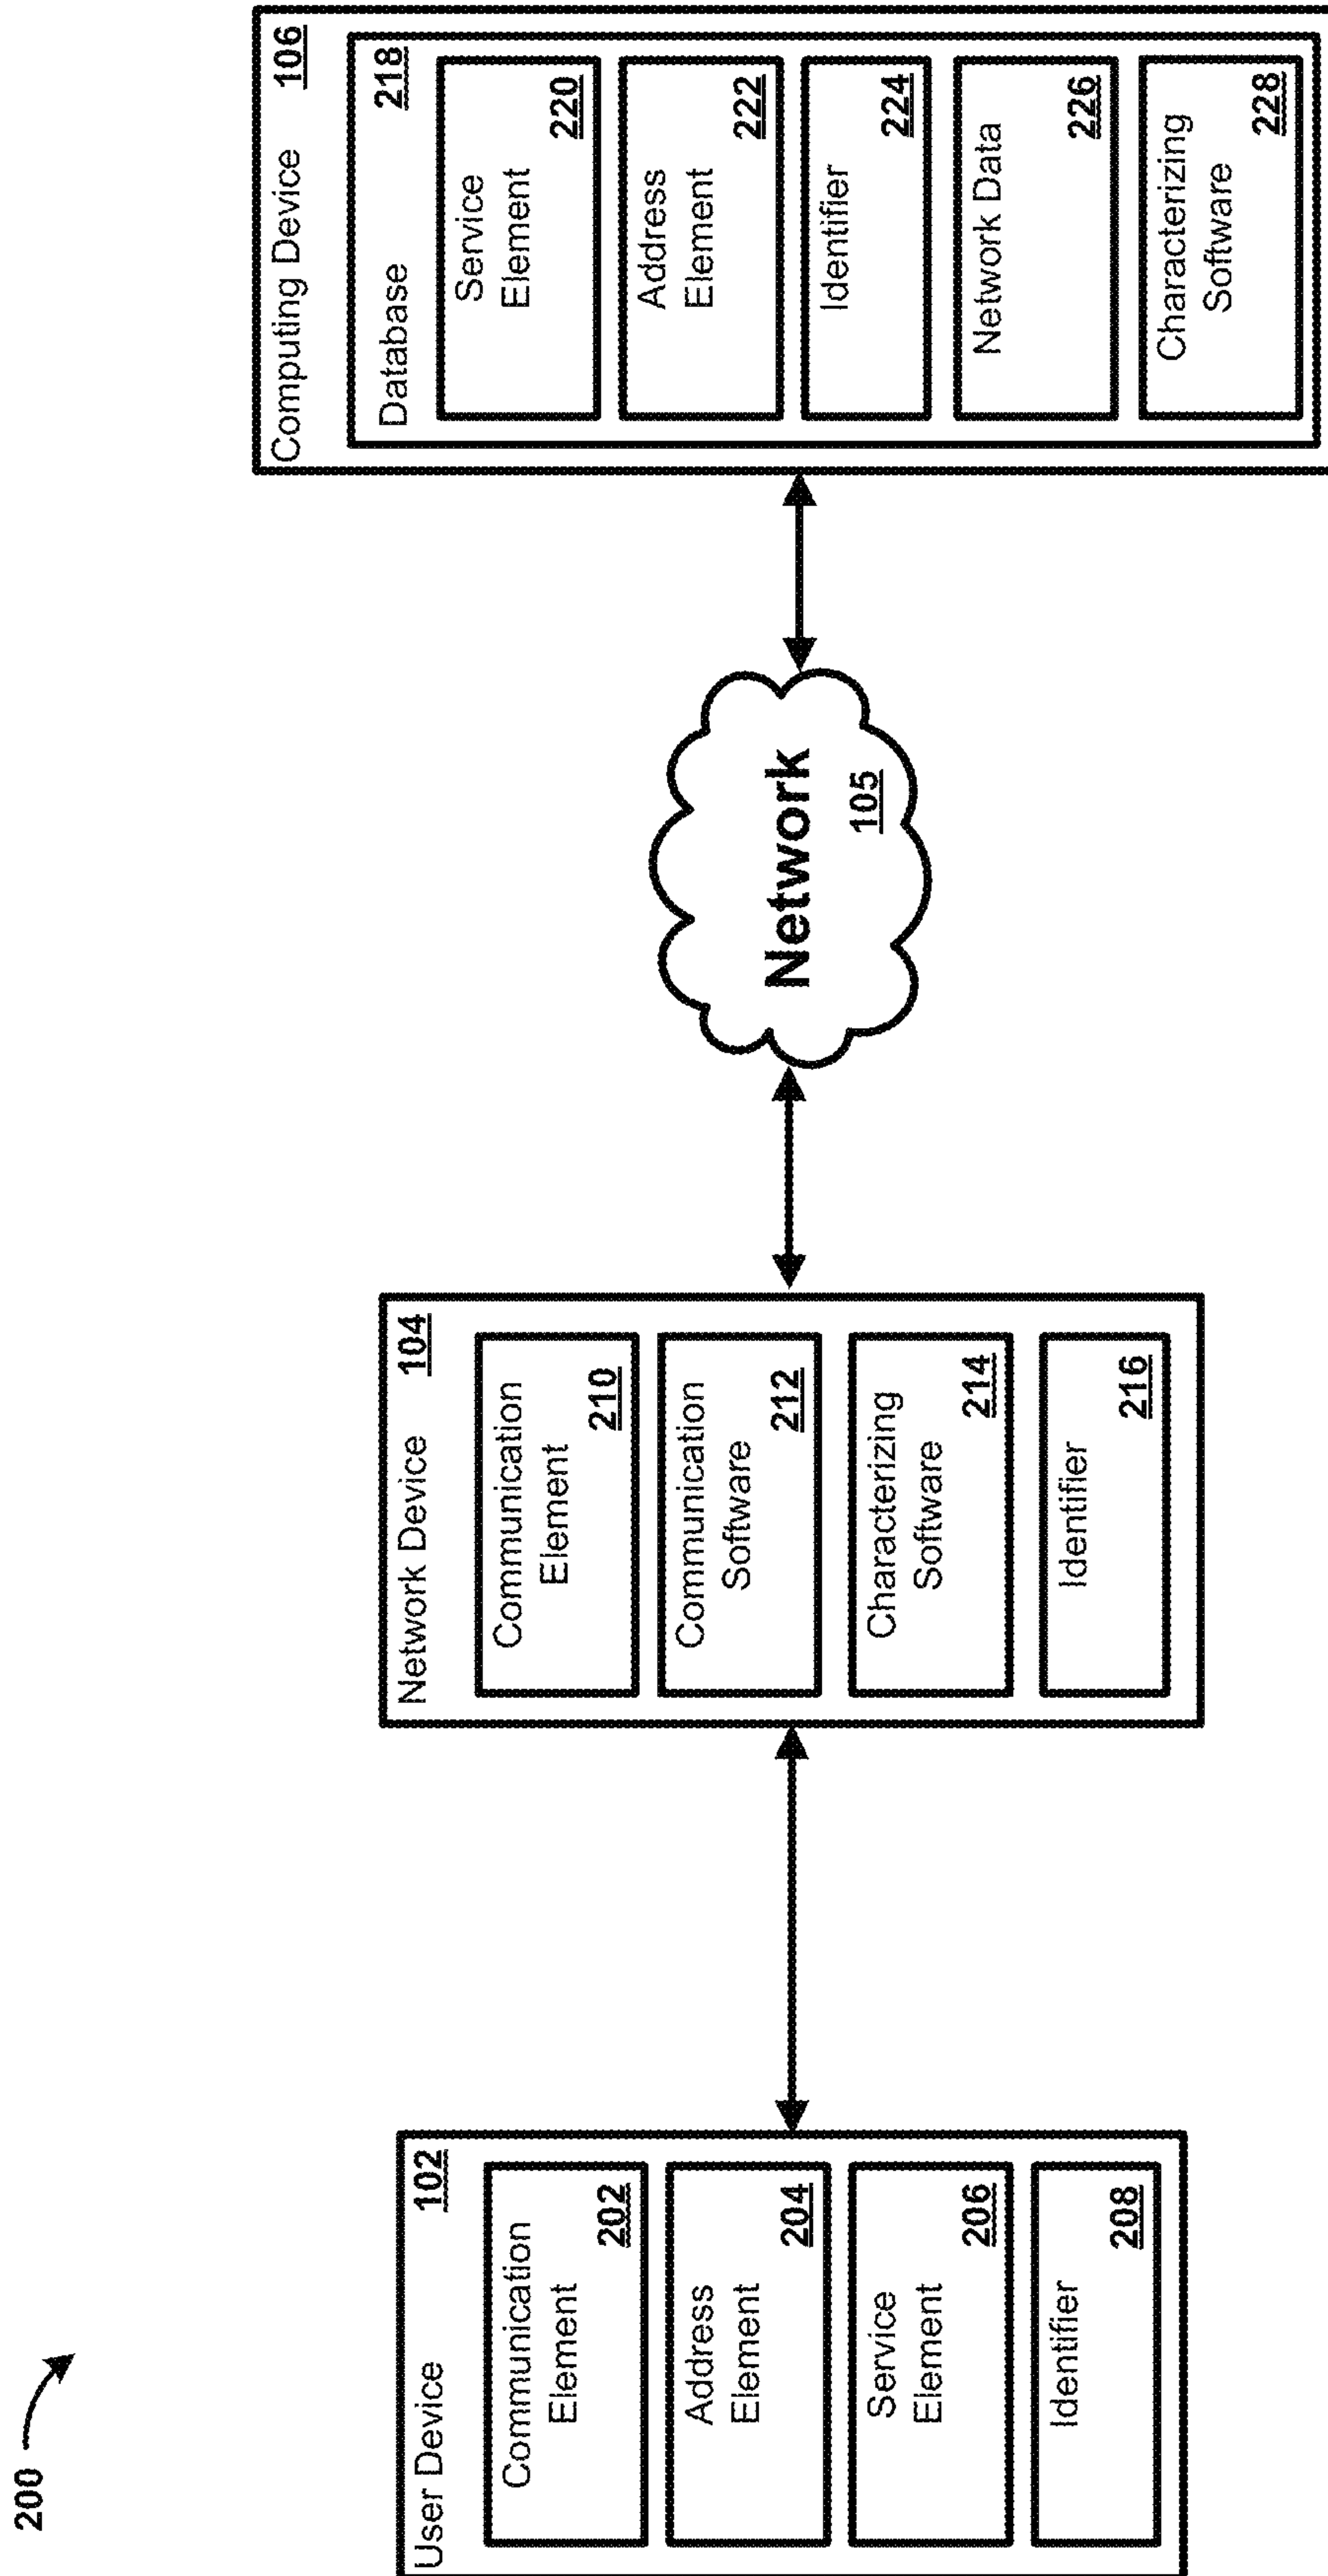 200
User Device 102
Communication
Element 202
Address
Element 204
Service
Element 206
Identifier
208
Network Device 104
Communication
Element 210
Communication
Software 212
Characterizing
Software 214
Identifier
216
Network
105
Computing Device 106
Database 218
Service
Element 220
Address
Element 222
Identifier
224
Network Data
226
Characterizing
Software 228